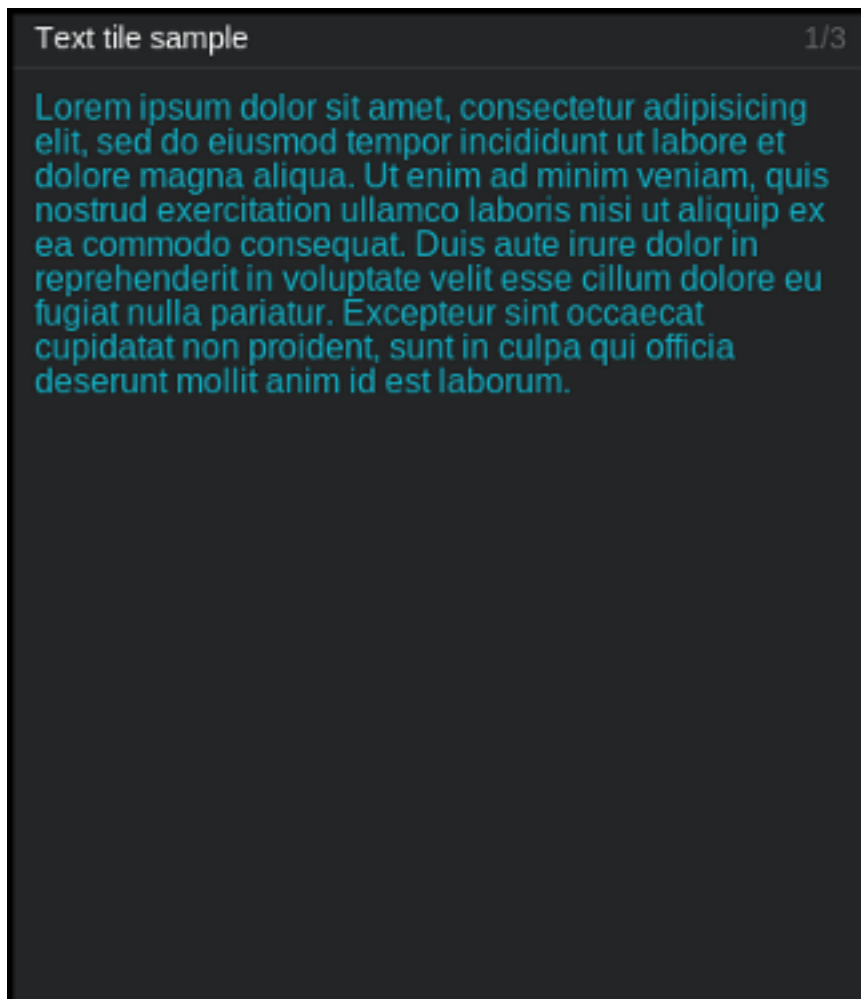 Text tile sample 1/3
Lorem ipsum dolor sit amet, consectetur adipisicing
elit, sed do eiusmod tempor incididunt ut labore et
dolore magna aliqua. Ut enim ad minim veniam, quis
nostrud exercitation ullamco laboris nisi ut aliquip ex
ea commodo consequat. Duis aute irure dolor in
reprehenderit in voluptate velit esse cillum dolore eu
fugiat nulla pariatur. Excepteur sint occaecat
cupidatat non proident, sunt in culpa qui officia
deserunt mollit anim id est laborum.